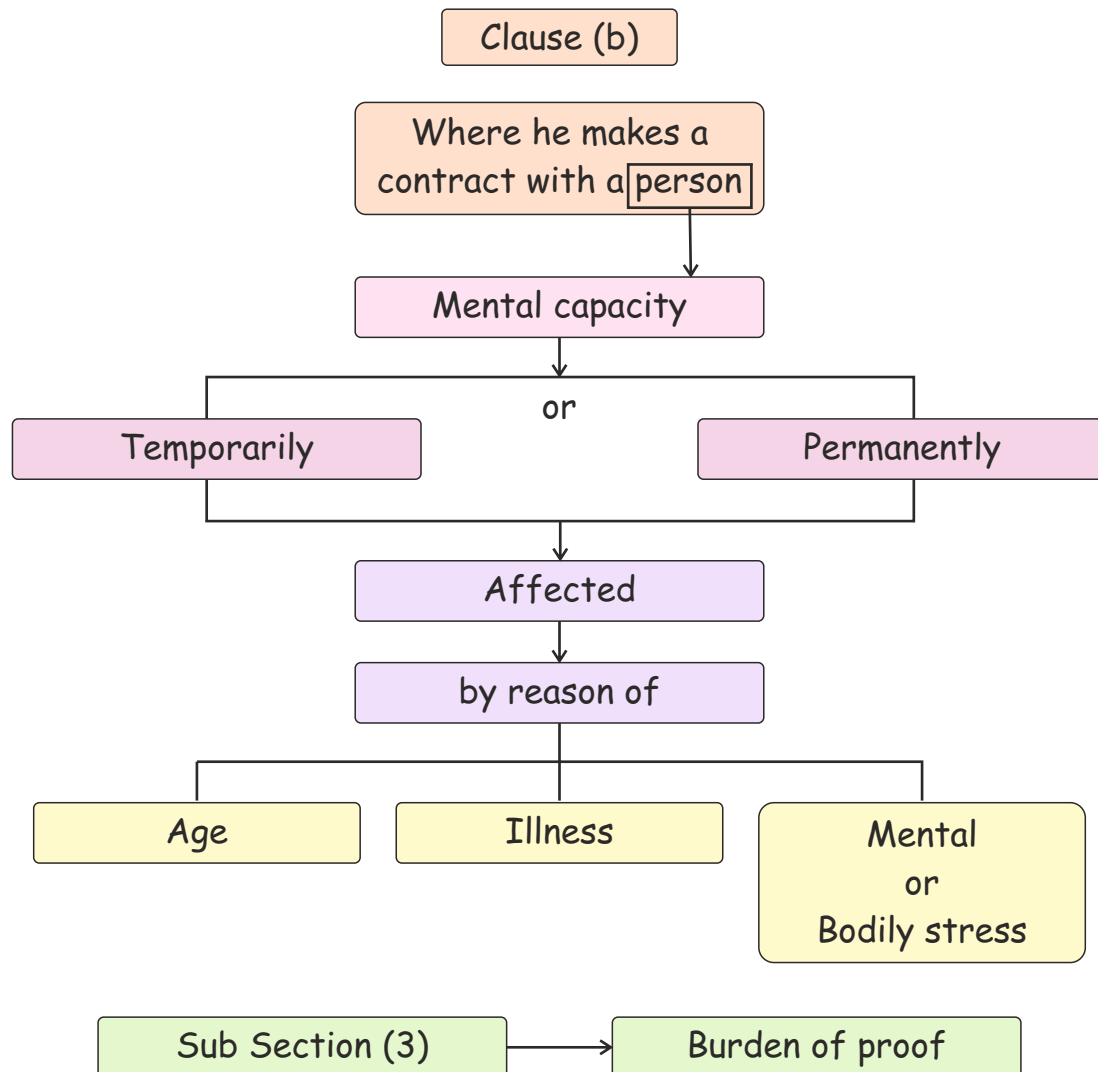 Clause (b)
Where he makes a
contract with a person
Mental capacity
or
Temporarily
Permanently
Affected
by reason of
Age
Illness
Mental
or
Bodily stress
Sub Section (3)
Burden of proof